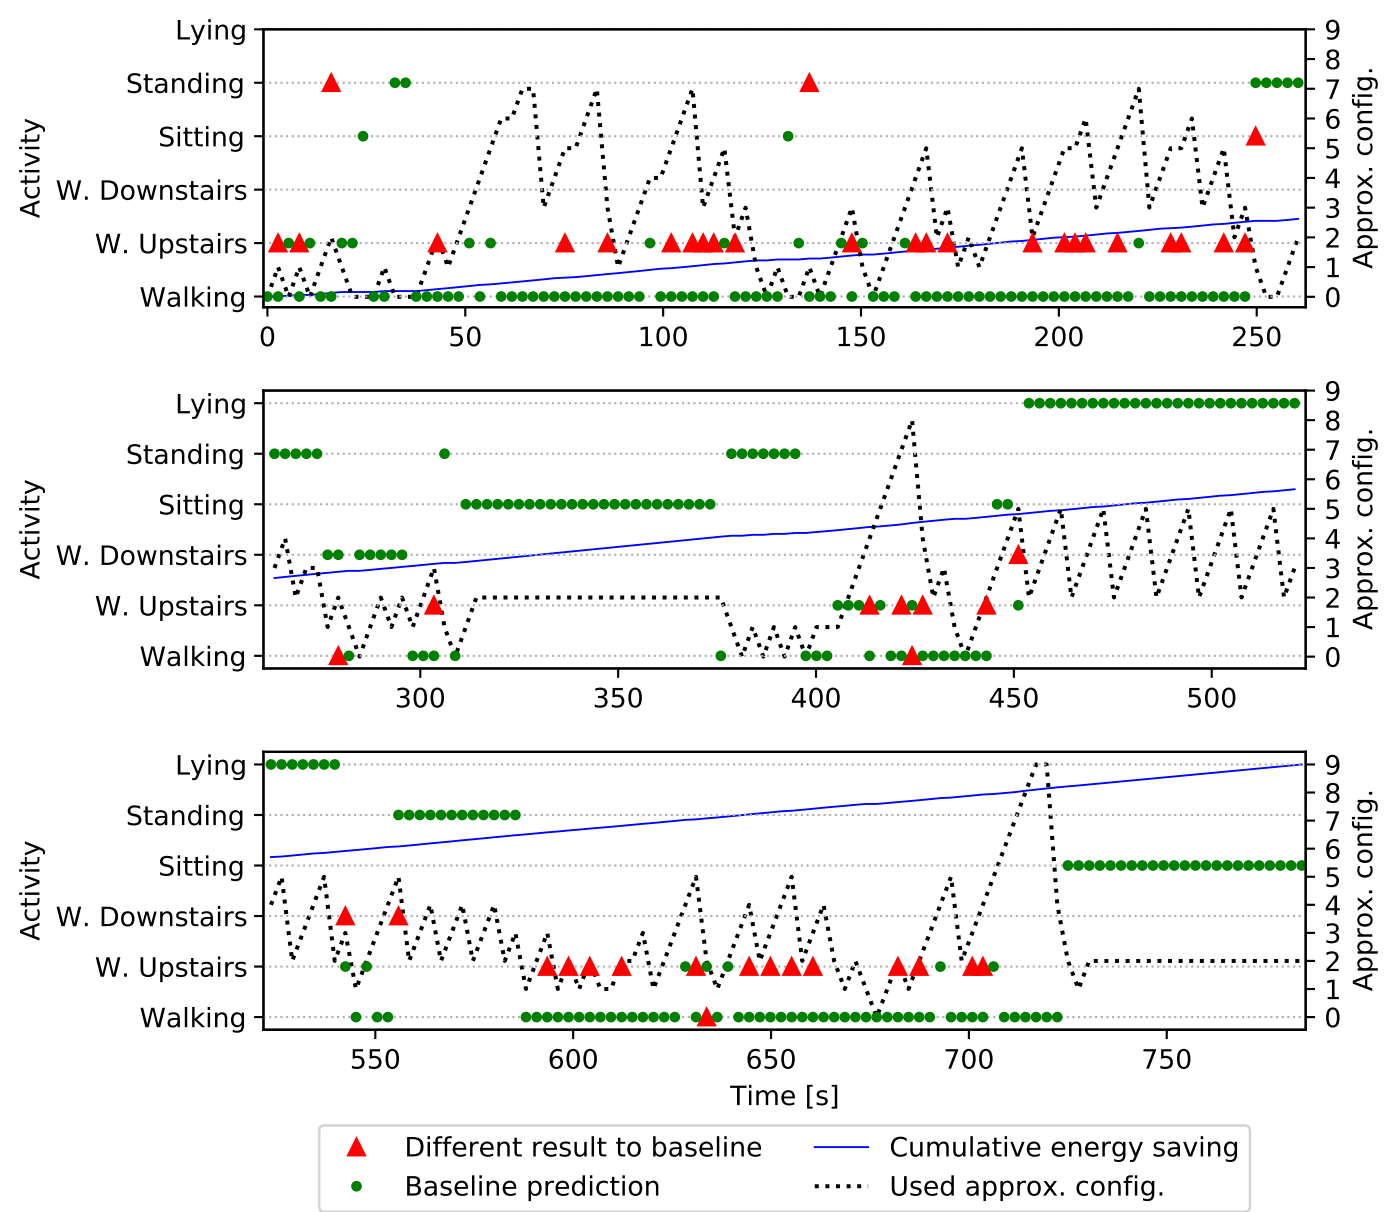 Lying
Standing
Sitting
W. Downstairs
W. Upstairs
Walking
Activity
9
8
7
6
5
4
3
2
1
0
Approx. config.
0 50 100 150 200 250
Lying
Standing
Sitting
W. Downstairs
W. Upstairs
Walking
Activity
9
8
7
6
5
4
3
2
1
0
Approx. config.
300 350 400 450 500
Lying
Standing
Sitting
W. Downstairs
W. Upstairs
Walking
Activity
9
8
7
6
5
4
3
2
1
0
Approx. config.
550 600 650 700 750
Time [s]
Different result to baseline
Baseline prediction
Cumulative energy saving
Used approx. config.